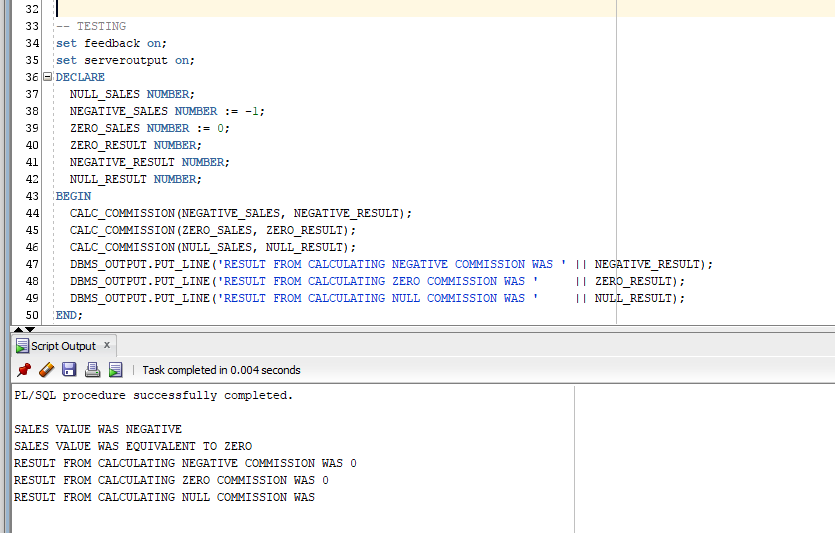 32
33 -- TESTING
34 set feedback on;
35 set serveroutput on;
36 DECLARE
37 NULL_SALES NUMBER;
38 NEGATIVE_SALES NUMBER := -1;
39 ZERO_SALES NUMBER := 0;
40 ZERO_RESULT NUMBER;
41 NEGATIVE_RESULT NUMBER;
42 NULL_RESULT NUMBER;
43 BEGIN
44 CALC_COMMISSION(NEGATIVE_SALES, NEGATIVE_RESULT);
45 CALC_COMMISSION(ZERO_SALES, ZERO_RESULT);
46 CALC_COMMISSION(NULL_SALES, NULL_RESULT);
47 DBMS_OUTPUT.PUT_LINE('RESULT FROM CALCULATING NEGATIVE COMMISSION WAS ' || NEGATIVE_RESULT);
48 DBMS_OUTPUT.PUT_LINE('RESULT FROM CALCULATING ZERO COMMISSION WAS '     || ZERO_RESULT);
49 DBMS_OUTPUT.PUT_LINE('RESULT FROM CALCULATING NULL COMMISSION WAS '     || NULL_RESULT);
50 END;
Script Output x
Task completed in 0.004 seconds
PL/SQL procedure successfully completed.
SALES VALUE WAS NEGATIVE
SALES VALUE WAS EQUIVALENT TO ZERO
RESULT FROM CALCULATING NEGATIVE COMMISSION WAS 0
RESULT FROM CALCULATING ZERO COMMISSION WAS 0
RESULT FROM CALCULATING NULL COMMISSION WAS